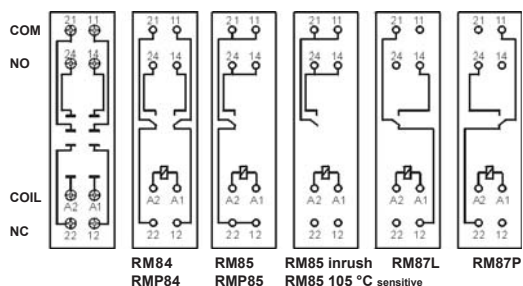 21 11 21 11 21 11 21 11 21 11 21 11
COM
24 14 24 14 24 14 24 14 24 14 24 14
NO
COIL
A2 A1 A2 A1 A2 A1 A2 A1 A2 A1 A2 A1
NC
22 12 22 12 22 12 22 12 22 12 22 12
RM84 RM85 RM85 inrush RM87L RM87P
RMP84 RMP85 RM85 105 °C sensitive